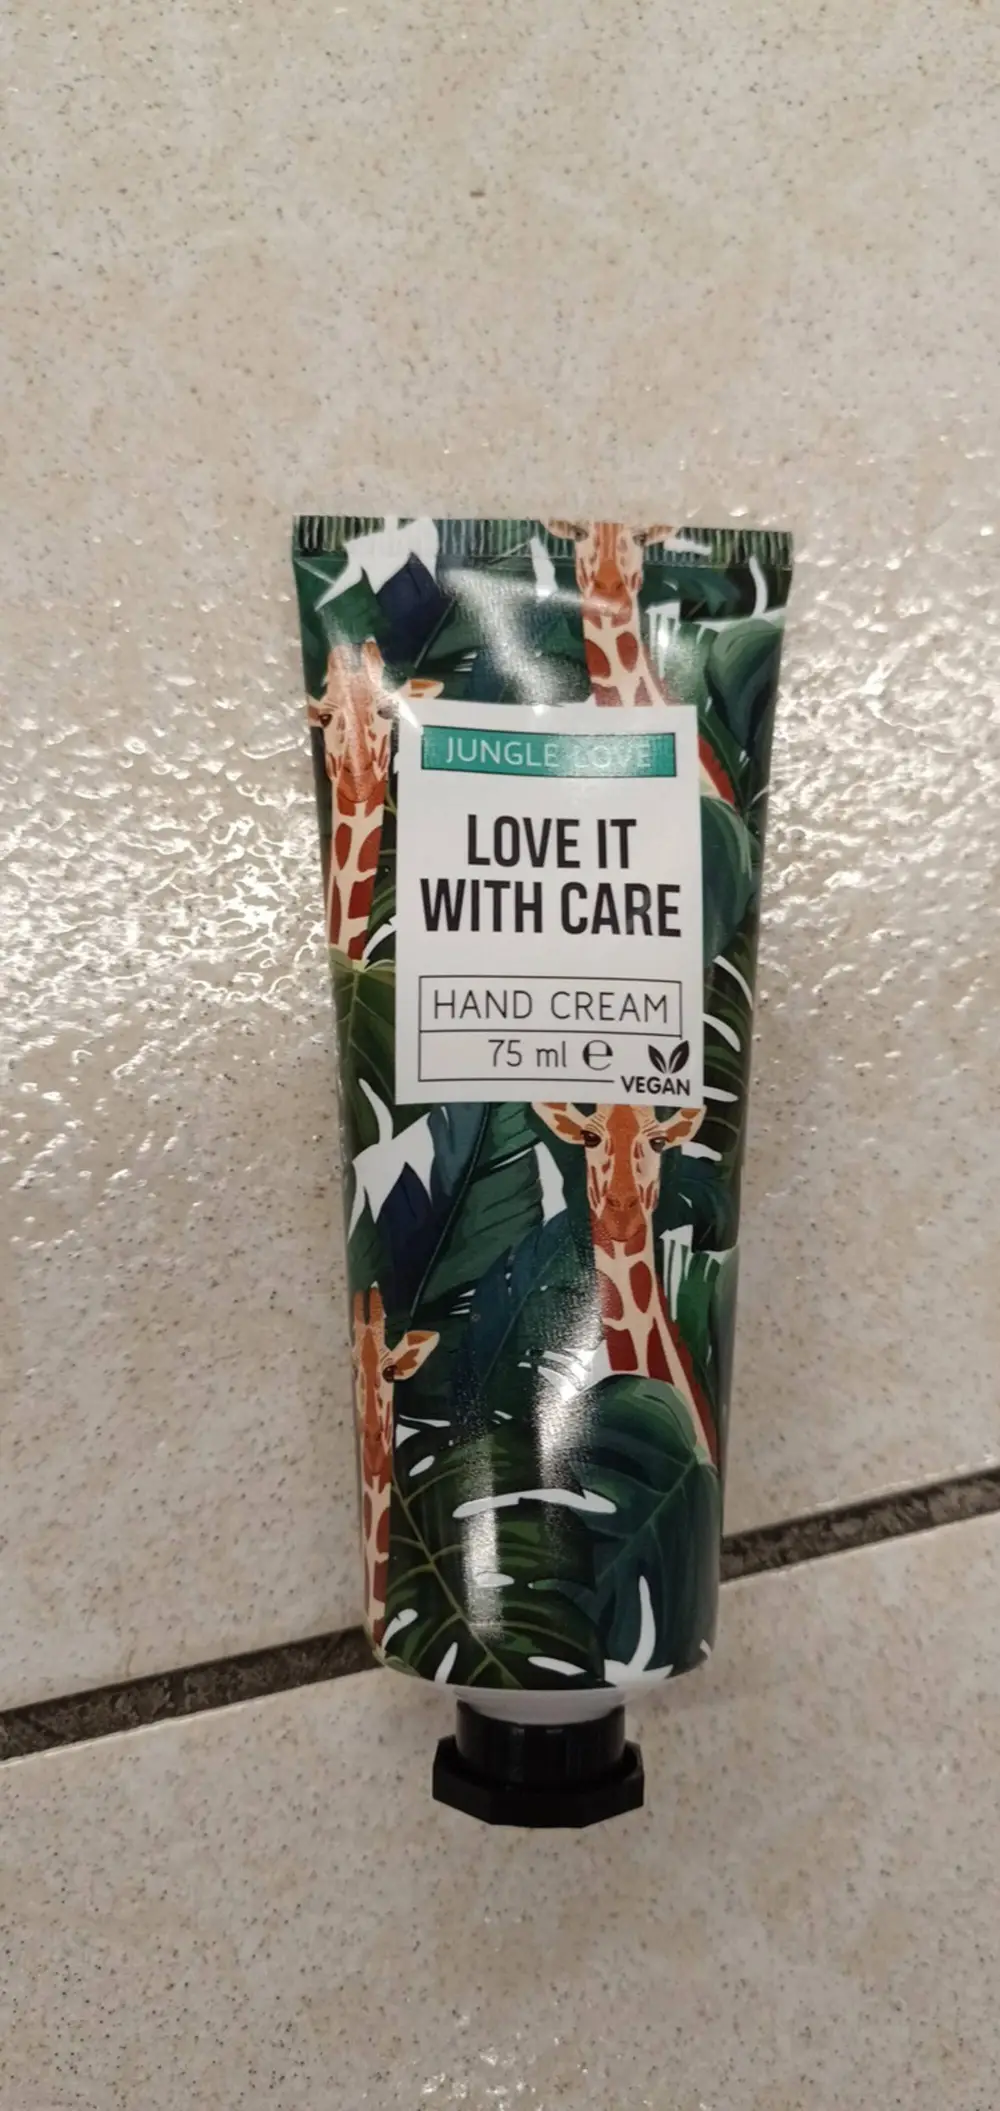 JUNGLE LOVE
LOVE IT
WITH CARE
HAND CREAM
75 ml ℮
VEGAN